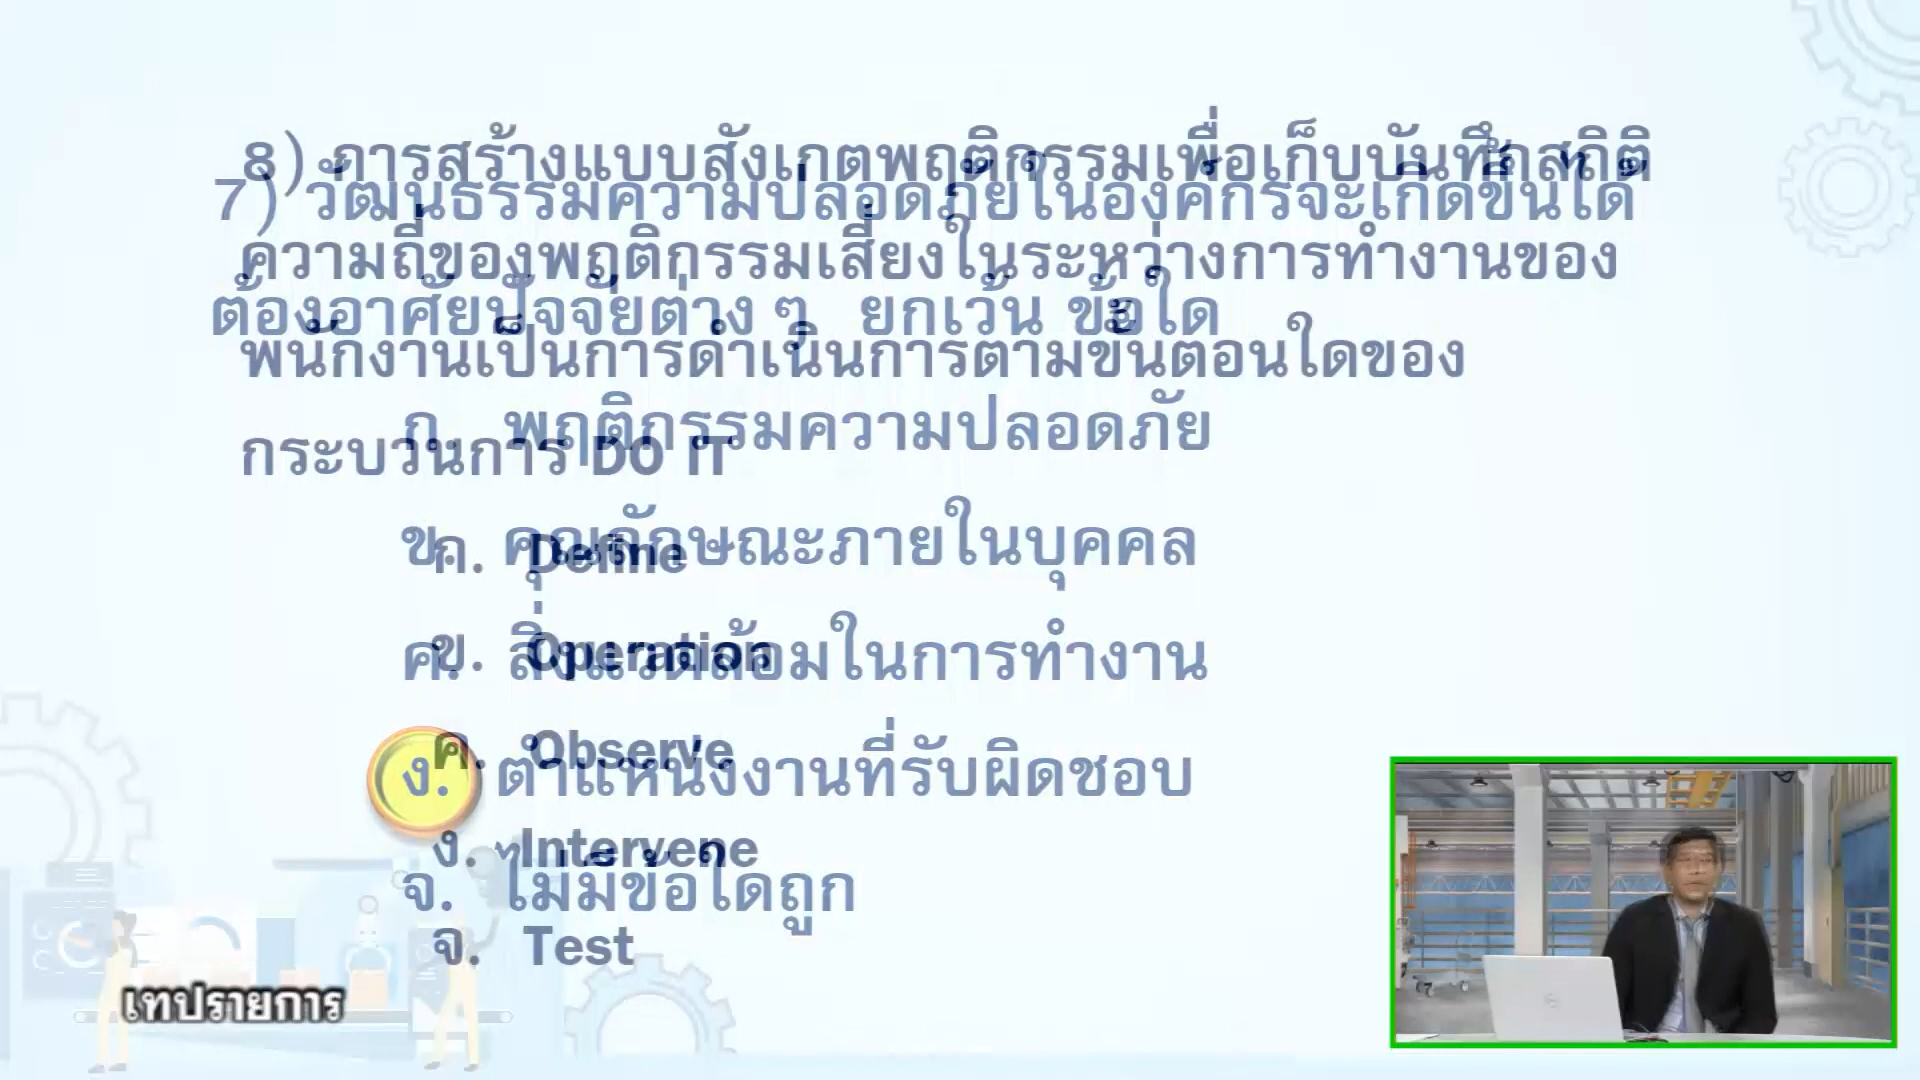 7) วัฒนธรรมความปลอดภัยในองค์กรจะเกิดขึ้นได้
ต้องอาศัยปัจจัยต่าง ๆ ยกเว้น ข้อใด
ก. พฤติกรรมความปลอดภัย
ข. คุณลักษณะภายในบุคคล
ค. สิ่งแวดล้อมในการทำงาน
ง. ตำแหน่งงานที่รับผิดชอบ
จ. ไม่มีข้อใดถูก
8) การสร้างแบบสังเกตพฤติกรรมเพื่อเก็บบันทึกสถิติ
ความถี่ของพฤติกรรมเสี่ยงในระหว่างการทำงานของ
พนักงานเป็นการดำเนินการตามขั้นตอนใดของ
กระบวนการ DO IT
ก. Define
ข. Operation
ค. Observe
ง. Intervene
จ. Test
เทปรายการ